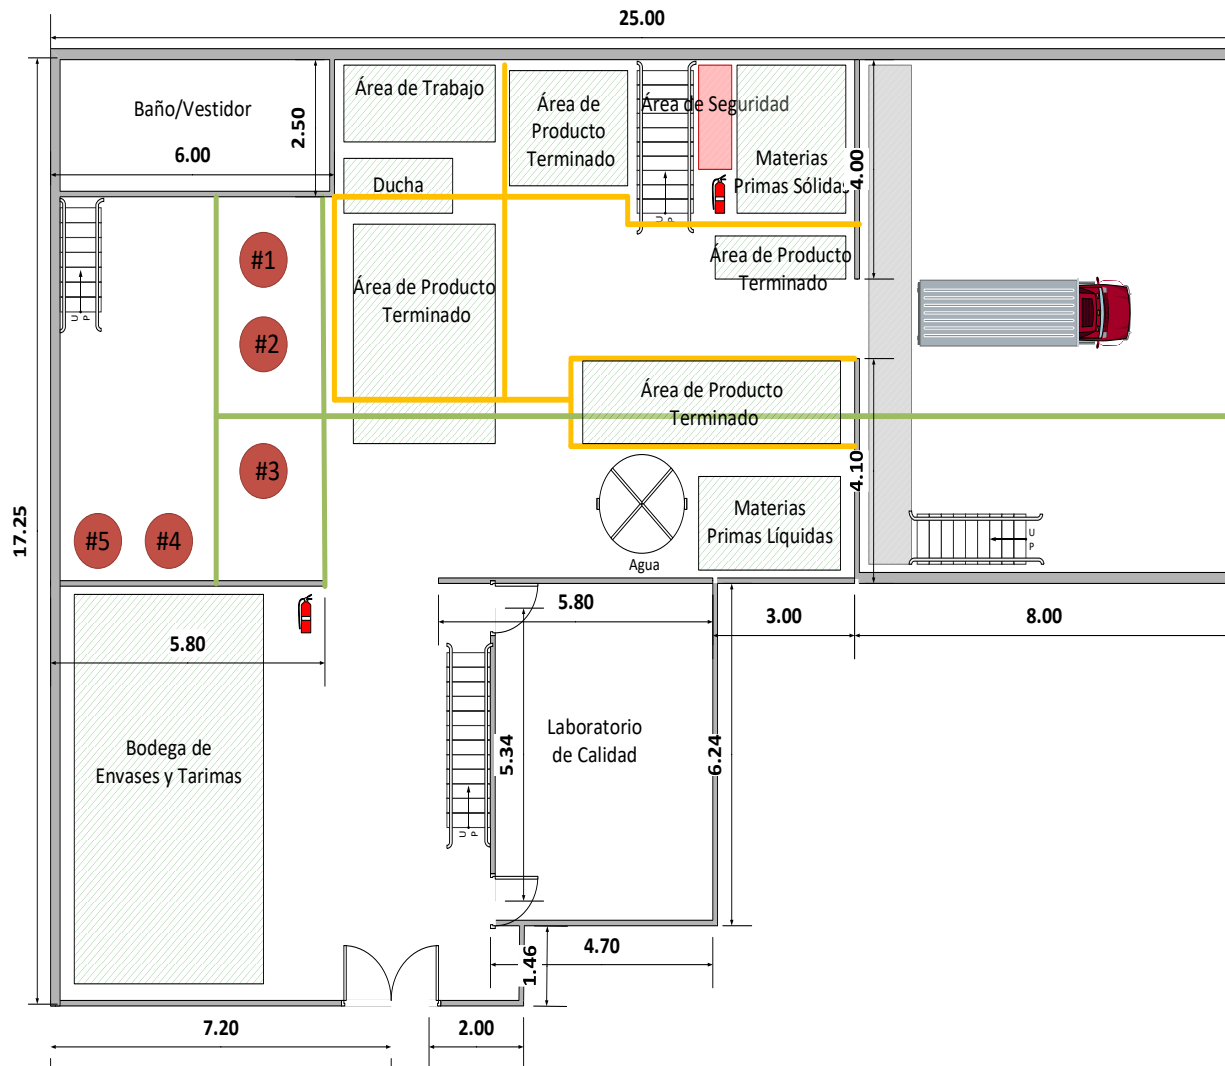 25.00
Baño/Vestidor
6.00
2.50
Área de Trabajo
Ducha
Área de
Producto
Terminado
Área de Seguridad
Materias
Primas Sólidas
4.00
U
P
U
P
#1
#2
#3
#4
#5
Área de Producto
Terminado
Área de Producto
Terminado
Área de Producto
Terminado
4.10
17.25
Agua
Materias
Primas Líquidas
U
P
5.80
5.80
3.00
8.00
Bodega de
Envases y Tarimas
Laboratorio
de Calidad
5.34
6.24
U
P
4.70
1.46
7.20
2.00